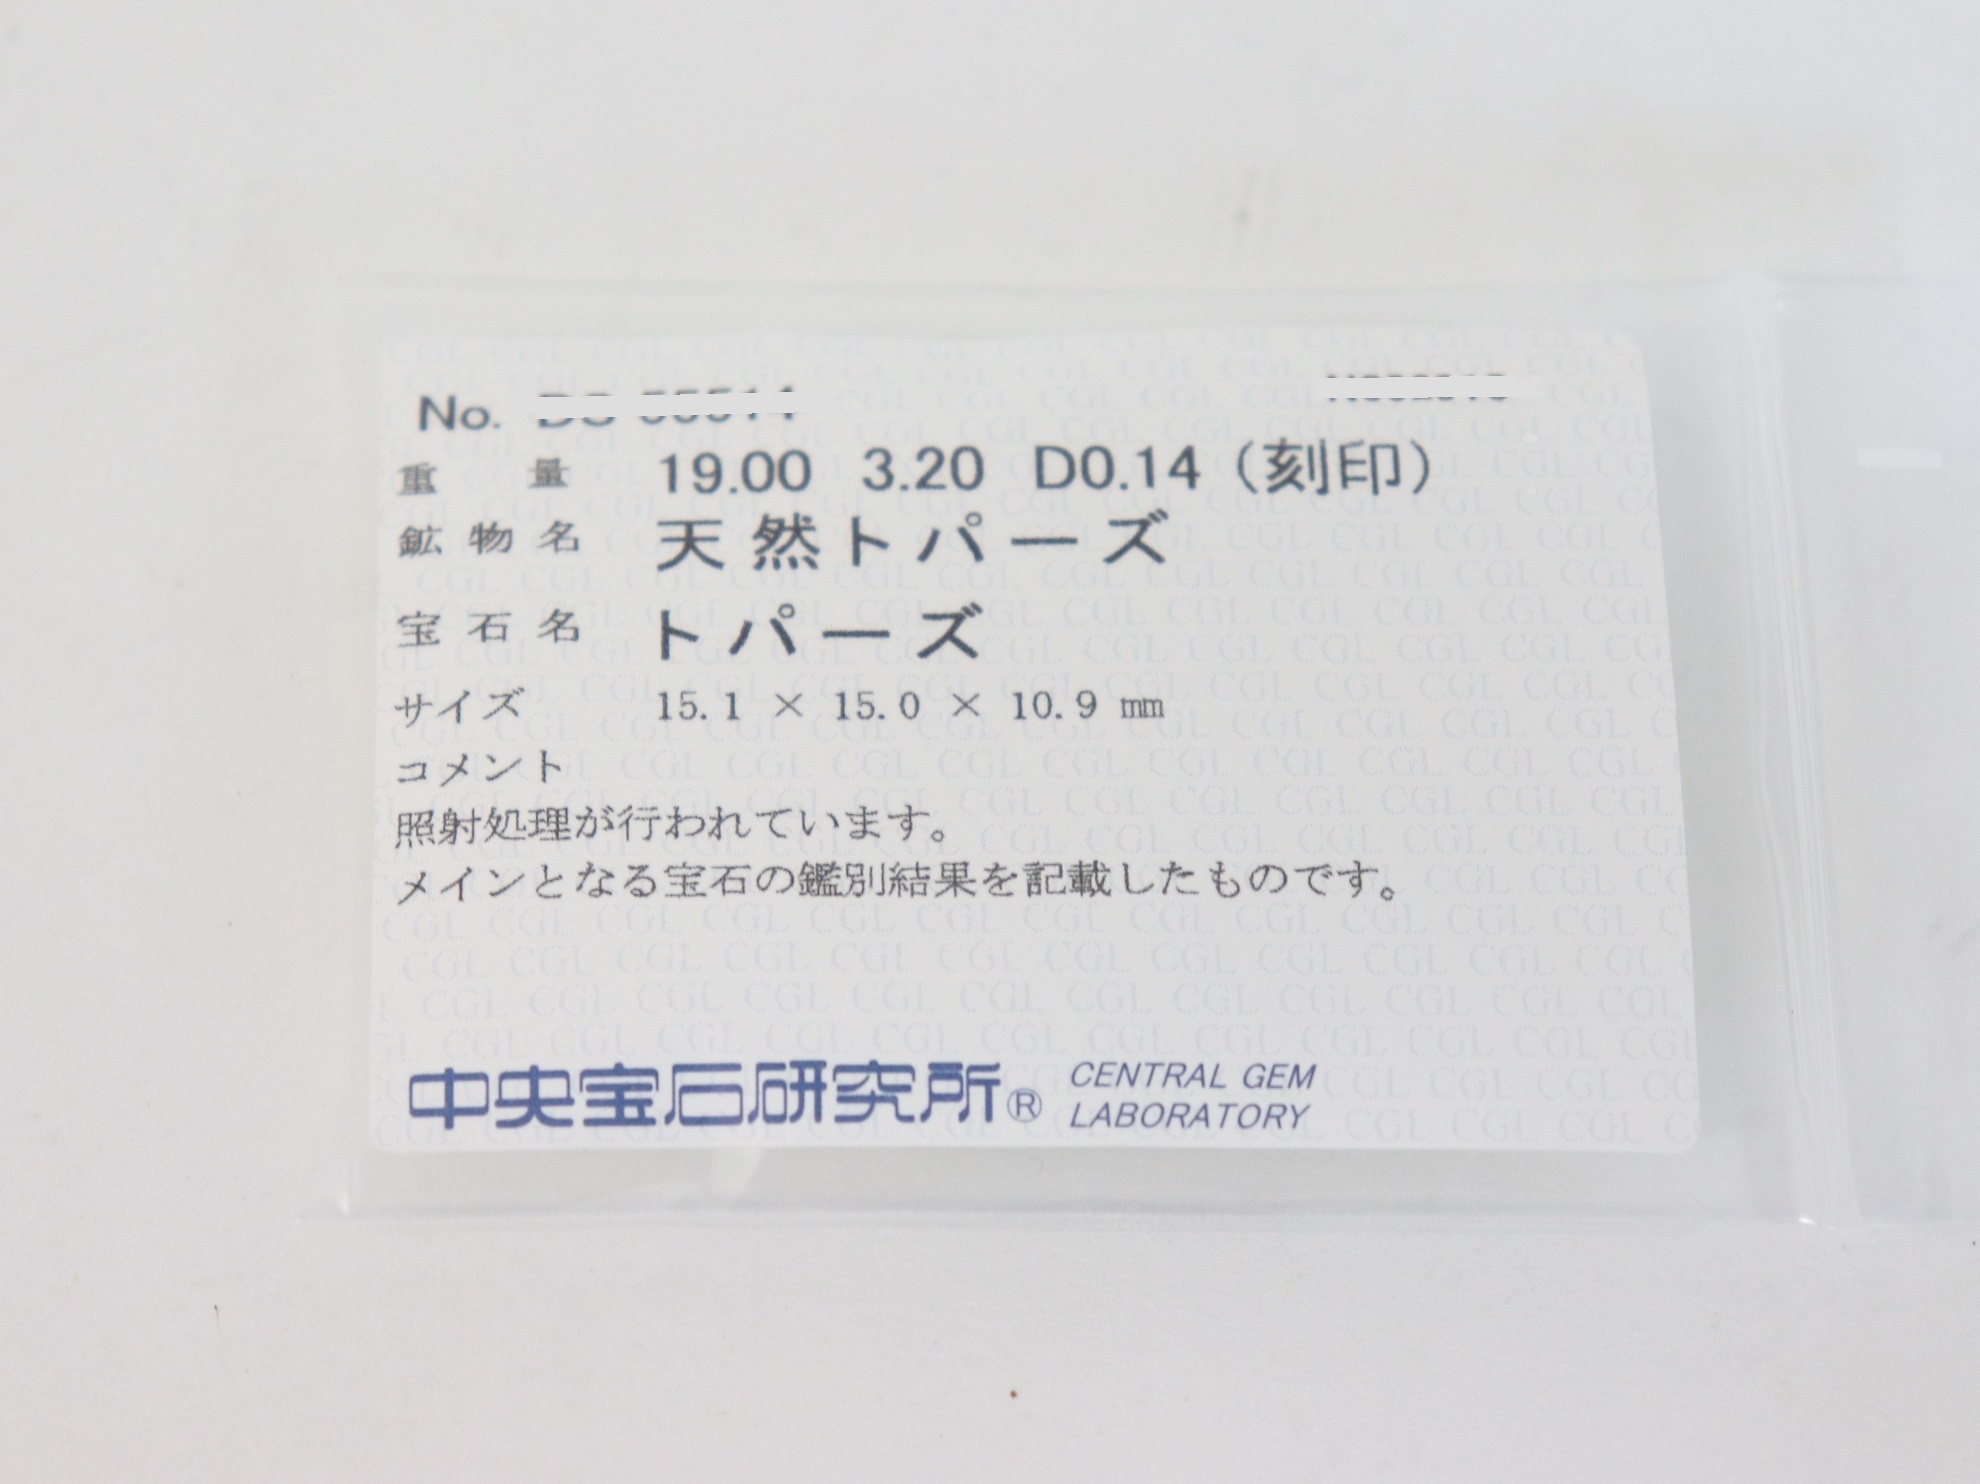 No.
重量 19.00 3.20 D0.14（刻印）
鉱物名 天然トパーズ
宝石名 トパーズ
サイズ 15.1 × 15.0 × 10.9 mm
コメント
照射処理が行われています。
メインとなる宝石の鑑別結果を記載したものです。
中央宝石研究所® CENTRAL GEM
LABORATORY